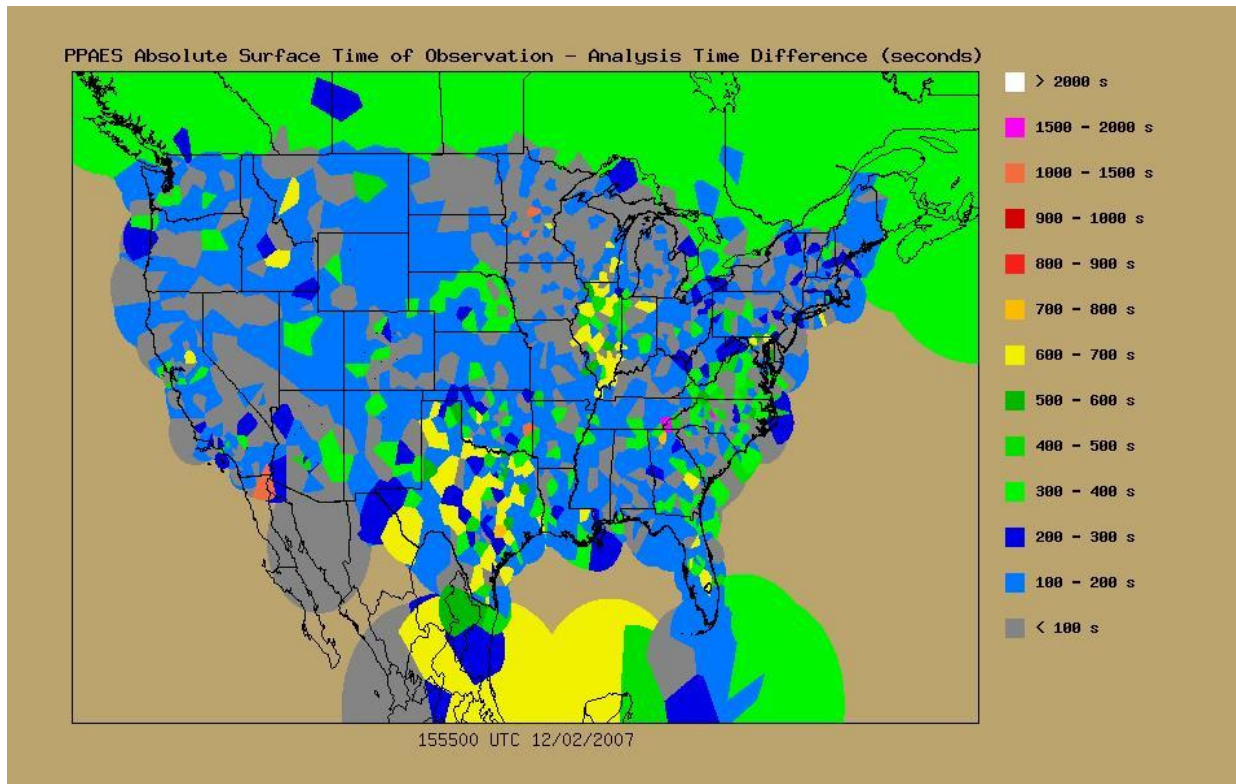 PPAES Absolute Surface Time of Observation - Analysis Time Difference (seconds)
> 2000 s
1500 - 2000 s
1000 - 1500 s
900 - 1000 s
800 - 900 s
700 - 800 s
600 - 700 s
500 - 600 s
400 - 500 s
300 - 400 s
200 - 300 s
100 - 200 s
< 100 s
155500 UTC 12/02/2007